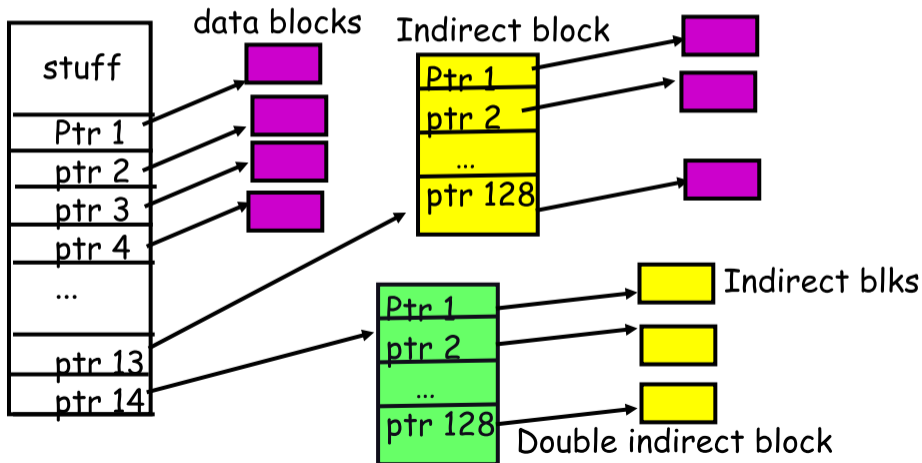 stuff
Ptr 1
ptr 2
ptr 3
ptr 4
...
ptr 13
ptr 14
data blocks
Indirect block
Ptr 1
ptr 2
...
ptr 128
Ptr 1
ptr 2
...
ptr 128
Indirect blks
Double indirect block